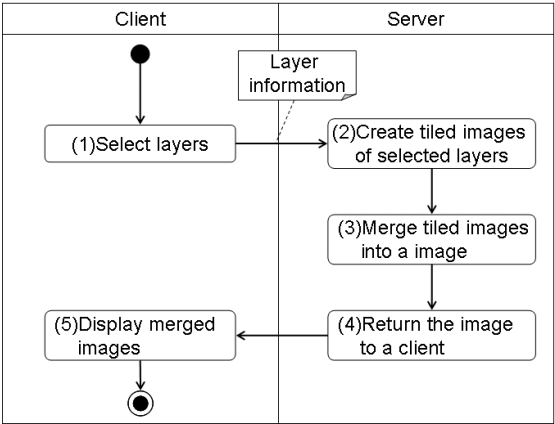 Client
Server
Layer
information
(1)Select layers
(2)Create tiled images
of selected layers
(3)Merge tiled images
into a image
(4)Return the image
to a client
(5)Display merged
images